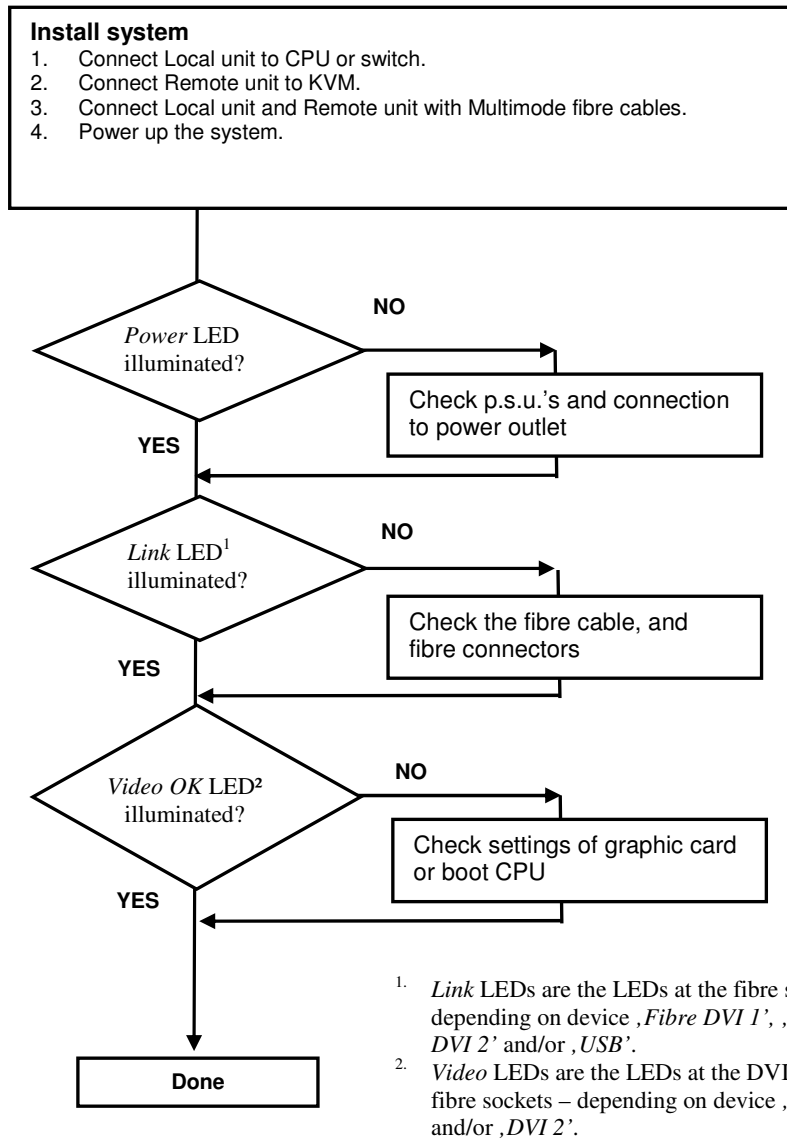 Install system
1. Connect Local unit to CPU or switch.
2. Connect Remote unit to KVM.
3. Connect Local unit and Remote unit with Multimode fibre cables.
4. Power up the system.
Power LED
illuminated?
NO
Check p.s.u.'s and connection
to power outlet
YES
Link LED1
illuminated?
NO
Check the fibre cable, and
fibre connectors
YES
Video OK LED²
illuminated?
NO
Check settings of graphic card
or boot CPU
YES
Done
1. Link LEDs are the LEDs at the fibre s
depending on device ‚Fibre DVI 1’, ‚
DVI 2’ and/or ‚USB’.
2. Video LEDs are the LEDs at the DVI
fibre sockets – depending on device ‚
and/or ‚DVI 2’.